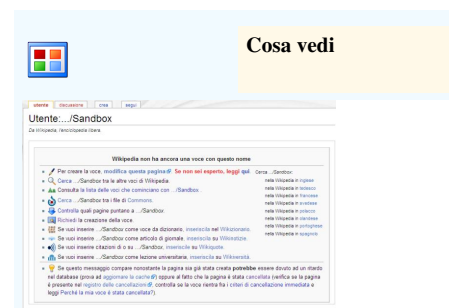 Cosa vedi
utente discussione crea segui
Utente:.../Sandbox
Da Wikipedia, l'enciclopedia libera.
Wikipedia non ha ancora una voce con questo nome
Per creare la voce, modifica questa pagina. Se non sei esperto, leggi qui.
Cerca .../Sandbox tra le altre voci di Wikipedia.
Consulta la lista delle voci che cominciano con .../Sandbox.
Cerca .../Sandbox tra i file di Commons.
Controlla quali pagine puntano a .../Sandbox.
Richiedi la creazione della voce.
Se vuoi inserire .../Sandbox come voce da dizionario, inseriscila nel Wikizionario.
Se vuoi inserire .../Sandbox come articolo di giornale, inseriscilo su Wikinotizie.
Se vuoi inserire citazioni di o su .../Sandbox, inseriscile su Wikiquote.
Se vuoi inserire .../Sandbox come lezione universitaria, inseriscila su Wikiversità.
Cerca .../Sandbox:
nella Wikipedia in inglese
nella Wikipedia in tedesco
nella Wikipedia in francese
nella Wikipedia in svedese
nella Wikipedia in polacco
nella Wikipedia in olandese
nella Wikipedia in portoghese
nella Wikipedia in spagnolo
Se questo messaggio compare nonostante la pagina sia già stata creata potrebbe essere dovuto ad un ritardo
nel database (prova ad aggiornare la cache) oppure al fatto che la pagina è stata cancellata (verifica se la pagina
è presente nel registro delle cancellazioni, controlla se la voce rientra fra i criteri di cancellazione immediata e
leggi Perché la mia voce è stata cancellata?).